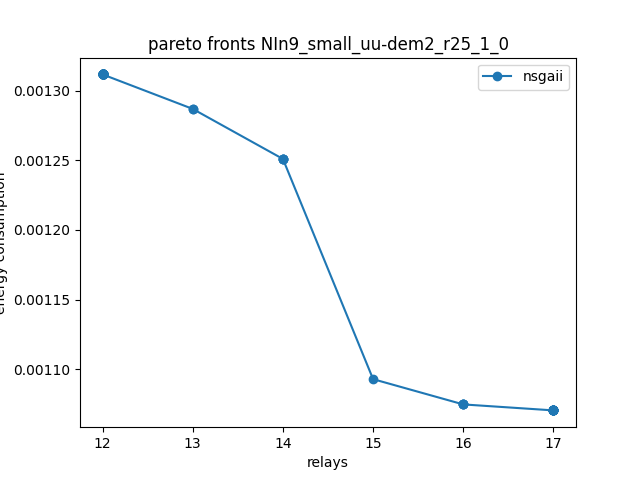 pareto fronts NIn9_small_uu-dem2_r25_1_0
nsgaii
0.00130
0.00125
0.00120
0.00115
0.00110
energy consumption
12 13 14 15 16 17
relays